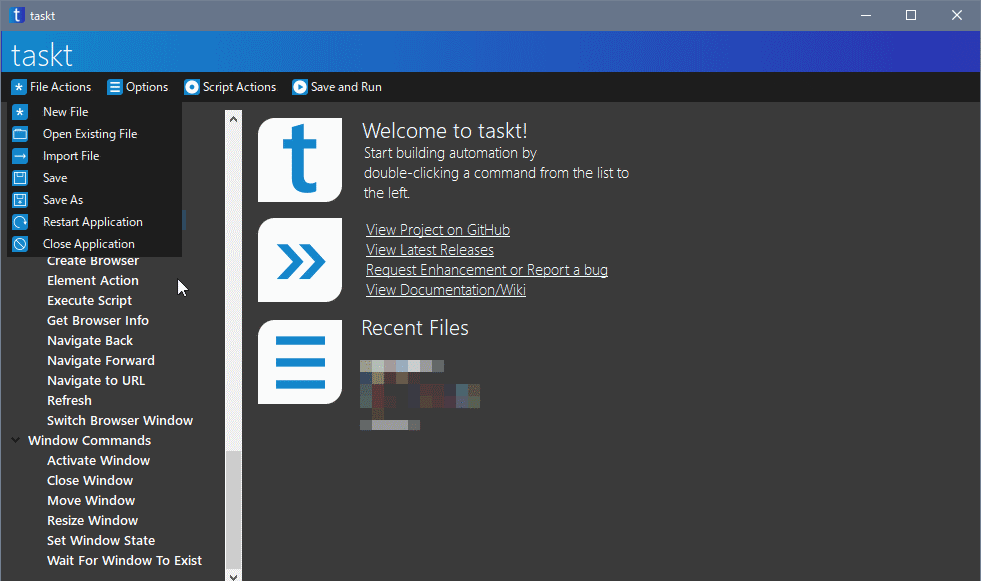 taskt
taskt
File Actions
Options
Script Actions
Save and Run
New File
Open Existing File
Import File
Save
Save As
Restart Application
Close Application
Create Browser
Element Action
Execute Script
Get Browser Info
Navigate Back
Navigate Forward
Navigate to URL
Refresh
Switch Browser Window
Window Commands
Activate Window
Close Window
Move Window
Resize Window
Set Window State
Wait For Window To Exist
Welcome to taskt!
Start building automation by
double-clicking a command from the list to
the left.
View Project on GitHub
View Latest Releases
Request Enhancement or Report a bug
View Documentation/Wiki
Recent Files